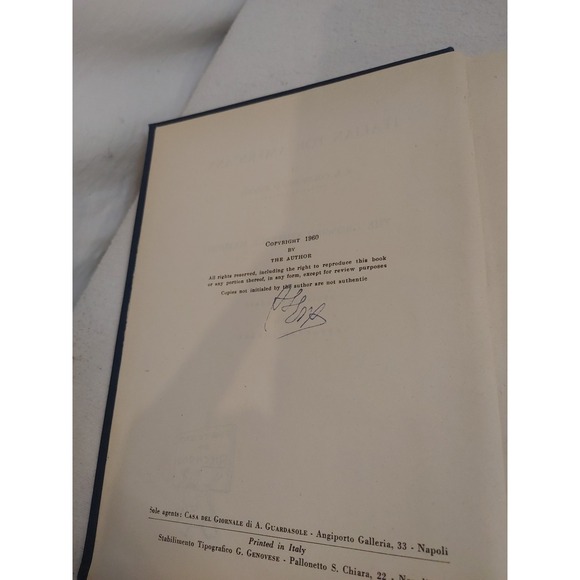 COPYRIGHT 1960
BY
THE AUTHOR
All rights reserved, including the right to reproduce this book
or any portion thereof, in any form, except for review purposes
Copies not initialed by the author are not authentic
Sole agents: CASA DEL GIORNALE di A. GUARDASOLE - Angiporto Galleria, 33 - Napoli
Printed in Italy
Stabilimento Tipografico G. GENOVESE - Pallonetto S. Chiara, 22 -